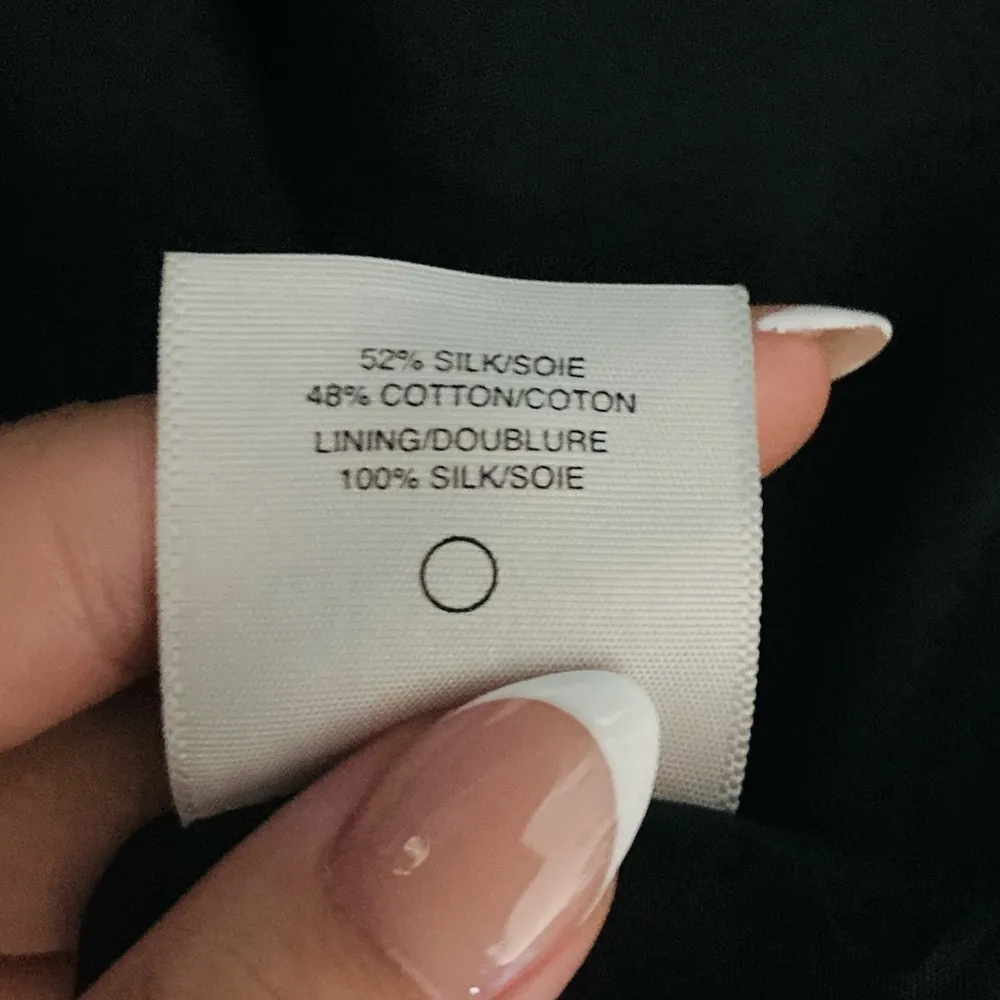 52% SILK/SOIE
48% COTTON/COTON
LINING/DOUBLURE
100% SILK/SOIE